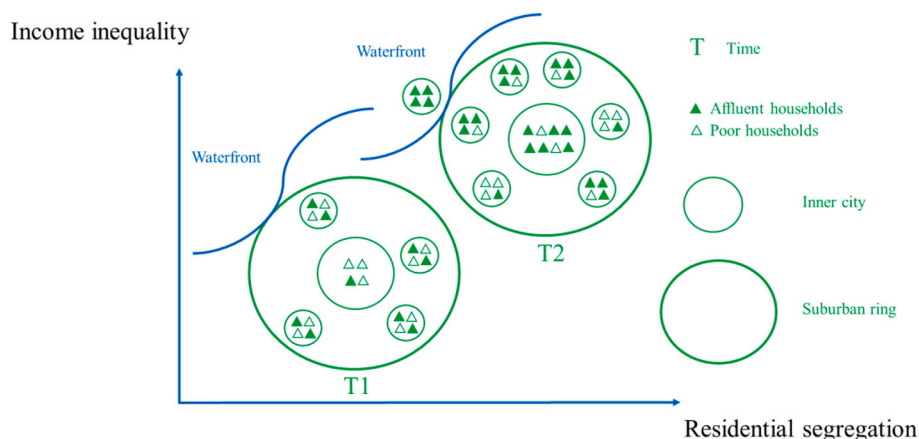 Income inequality
Waterfront
Waterfront
T Time
Affluent households
Poor households
Inner city
T2
Suburban ring
T1
Residential segregation